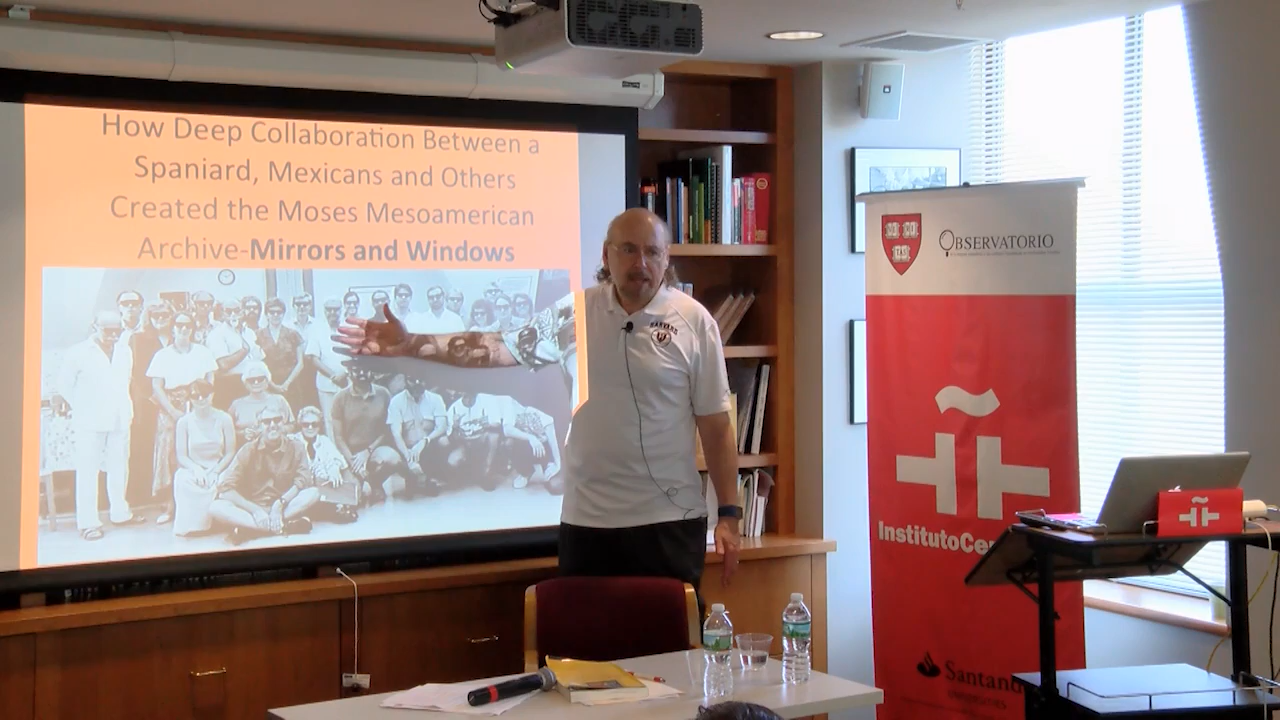 How Deep Collaboration Between a
Spaniard, Mexicans and Others
Created the Moses Mesoamerican
Archive-Mirrors and Windows
HARVARD
OBSERVATORIO
InstitutoCer
Santand